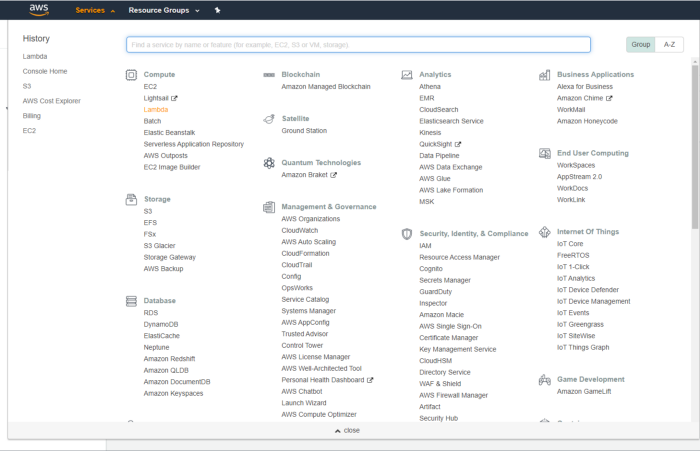 aws
Services
Resource Groups
History
Lambda
Console Home
S3
AWS Cost Explorer
Billing
EC2
Find a service by name or feature (for example, EC2, S3 or VM, storage).
Group
A-Z
Compute
EC2
Lightsail
Lambda
Batch
Elastic Beanstalk
Serverless Application Repository
AWS Outposts
EC2 Image Builder
Storage
S3
EFS
FSx
S3 Glacier
Storage Gateway
AWS Backup
Database
RDS
DynamoDB
ElastiCache
Neptune
Amazon Redshift
Amazon QLDB
Amazon DocumentDB
Amazon Keyspaces
Blockchain
Amazon Managed Blockchain
Satellite
Ground Station
Quantum Technologies
Amazon Braket
Management & Governance
AWS Organizations
CloudWatch
AWS Auto Scaling
CloudFormation
CloudTrail
Config
OpsWorks
Service Catalog
Systems Manager
AWS AppConfig
Trusted Advisor
Control Tower
AWS License Manager
AWS Well-Architected Tool
Personal Health Dashboard
AWS Chatbot
Launch Wizard
AWS Compute Optimizer
Analytics
Athena
EMR
CloudSearch
Elasticsearch Service
Kinesis
QuickSight
Data Pipeline
AWS Data Exchange
AWS Glue
AWS Lake Formation
MSK
Security, Identity, & Compliance
IAM
Resource Access Manager
Cognito
Secrets Manager
GuardDuty
Inspector
Amazon Macie
AWS Single Sign-On
Certificate Manager
Key Management Service
CloudHSM
Directory Service
WAF & Shield
AWS Firewall Manager
Artifact
Security Hub
Business Applications
Alexa for Business
Amazon Chime
WorkMail
Amazon Honeycode
End User Computing
WorkSpaces
AppStream 2.0
WorkDocs
WorkLink
Internet Of Things
IoT Core
FreeRTOS
IoT 1-Click
IoT Analytics
IoT Device Defender
IoT Device Management
IoT Events
IoT Greengrass
IoT SiteWise
IoT Things Graph
Game Development
Amazon GameLift
close